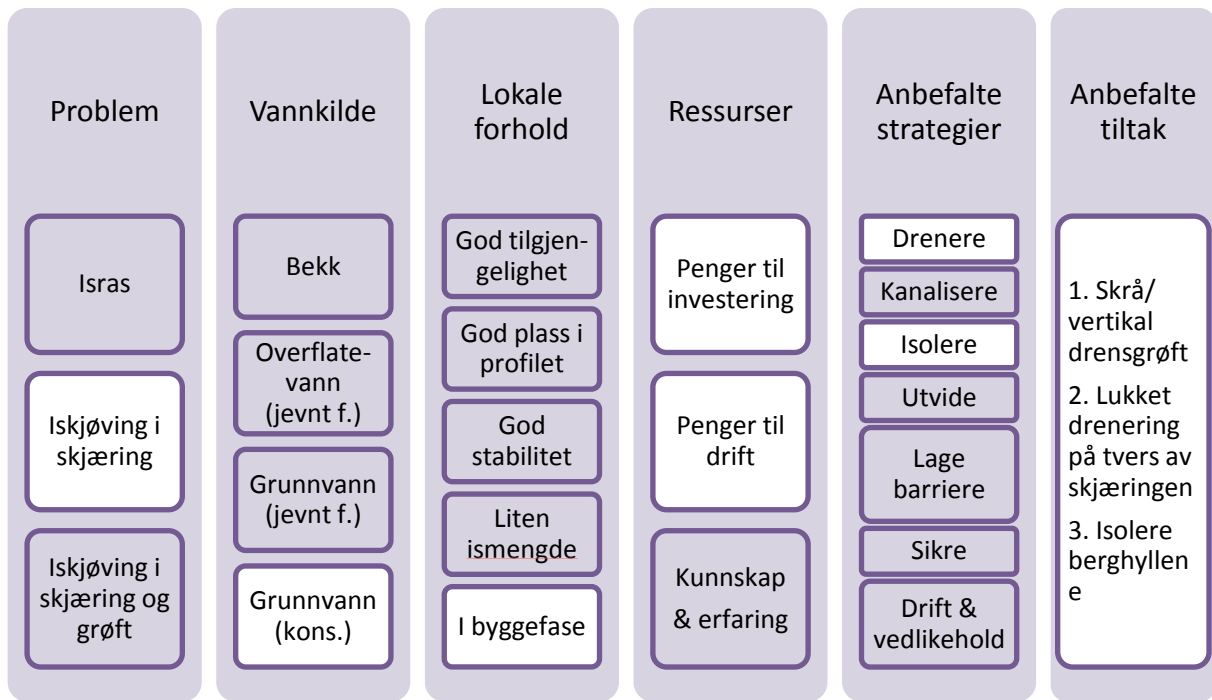 Problem
Isras
Iskjøving i
skjæring
Iskjøving i
skjæring og
grøft
Vannkilde
Bekk
Overflate-
vann
(jevnt f.)
Grunnvann
(jevnt f.)
Grunnvann
(kons.)
Lokale
forhold
God tilgjen-
gelighet
God plass i
profilet
God
stabilitet
Liten
ismengde
I byggefase
Ressurser
Penger til
investering
Penger til
drift
Kunnskap
& erfaring
Anbefalte
strategier
Drenere
Kanalisere
Isolere
Utvide
Lage
barriere
Sikre
Drift &
vedlikehold
Anbefalte
tiltak
1. Skrå/
vertikal
drensgrøft
2. Lukket
drenering
på tvers av
skjæringen
3. Isolere
berghyllen
e